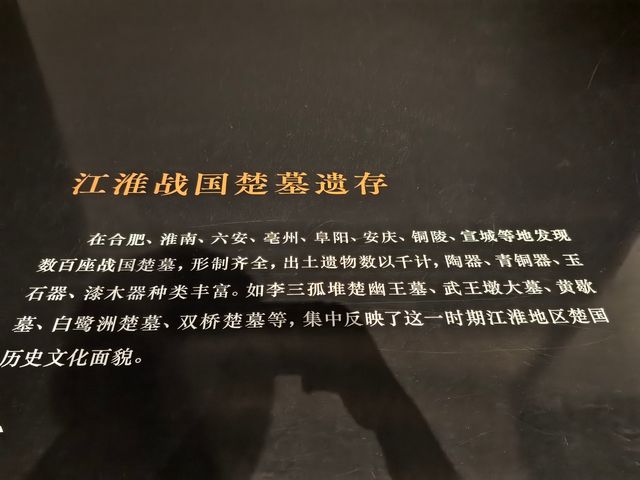 江淮战国楚墓遗存
在合肥、淮南、六安、亳州、阜阳、安庆、铜陵、宣城等地发现
数百座战国楚墓，形制齐全，出土遗物数以千计，陶器、青铜器、玉
石器、漆木器种类丰富。如李三孤堆楚幽王墓、武王墩大墓、黄歇
墓、白鹭洲楚墓、双桥楚墓等，集中反映了这一时期江淮地区楚国
历史文化面貌。